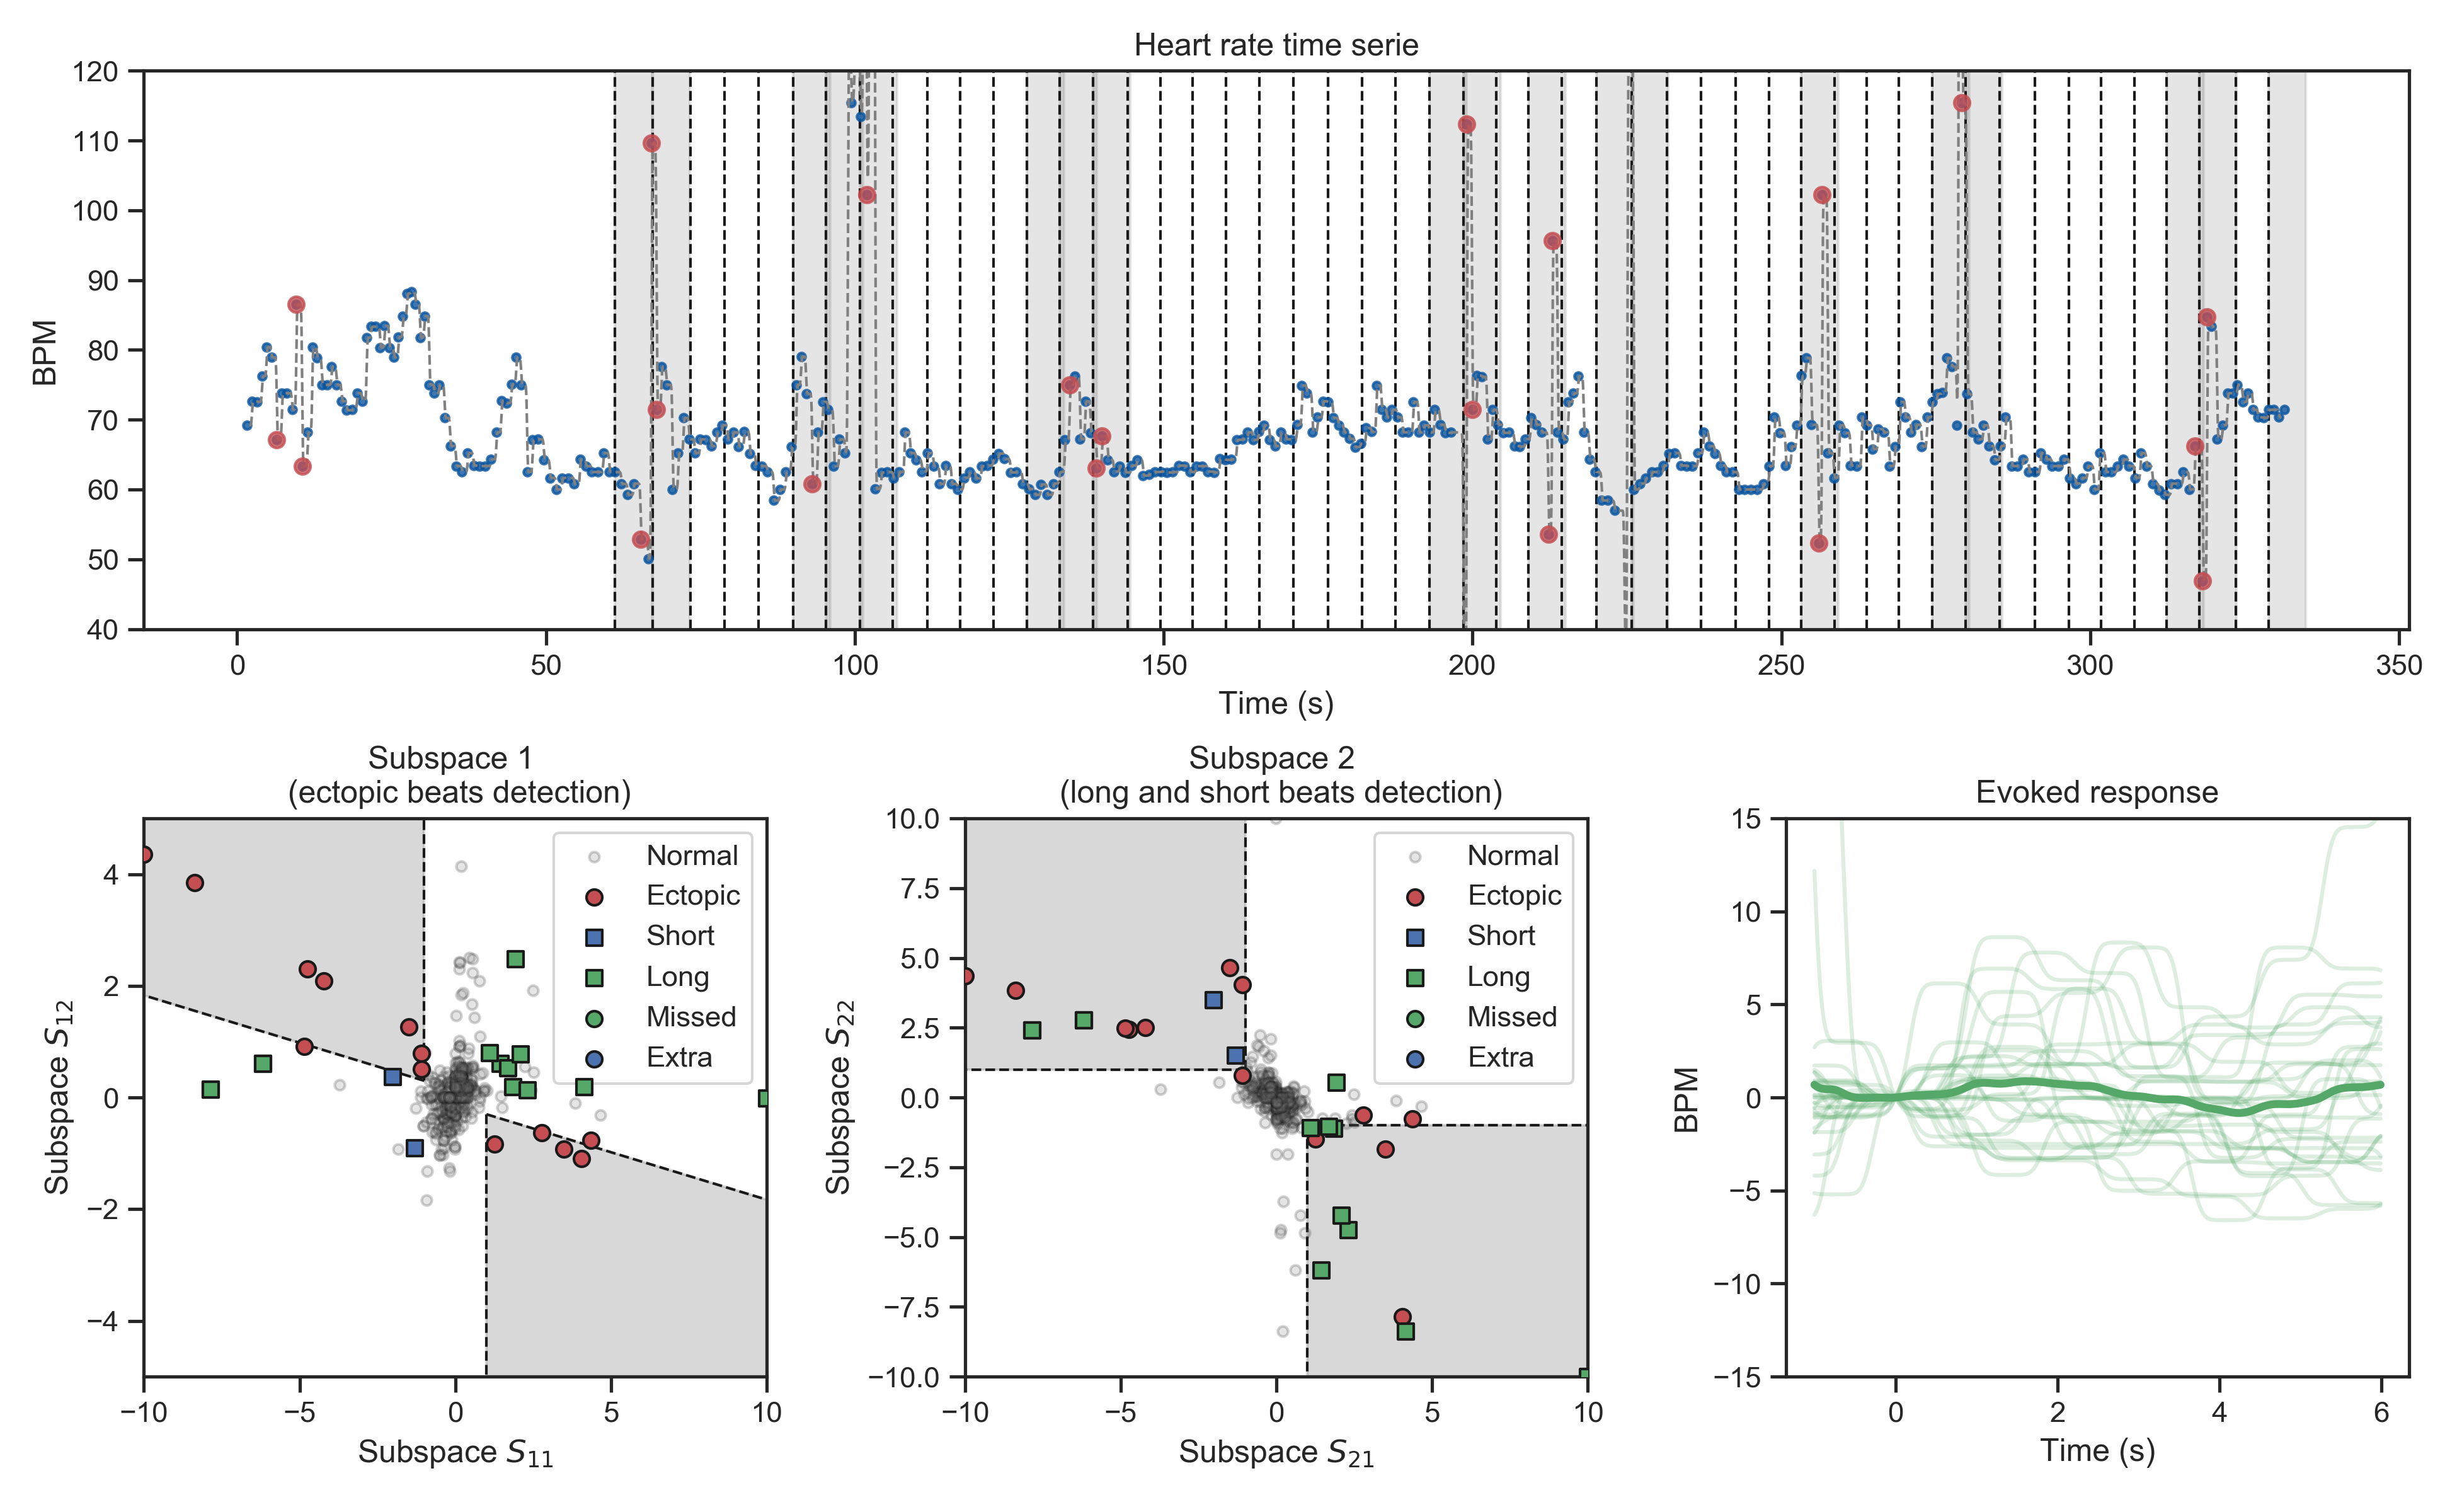 Heart rate time serie
120
110
100
90
80
70
60
50
40
BPM
0 50 100 150 200 250 300 350
Time (s)
Subspace 1
(ectopic beats detection)
4
2
0
−2
−4
Subspace S12
−10 −5 0 5 10
Subspace S11
Normal
Ectopic
Short
Long
Missed
Extra
Subspace 2
(long and short beats detection)
10.0
7.5
5.0
2.5
0.0
−2.5
−5.0
−7.5
−10.0
Subspace S22
−10 −5 0 5 10
Subspace S21
Normal
Ectopic
Short
Long
Missed
Extra
Evoked response
15
10
5
0
−5
−10
−15
BPM
0 2 4 6
Time (s)